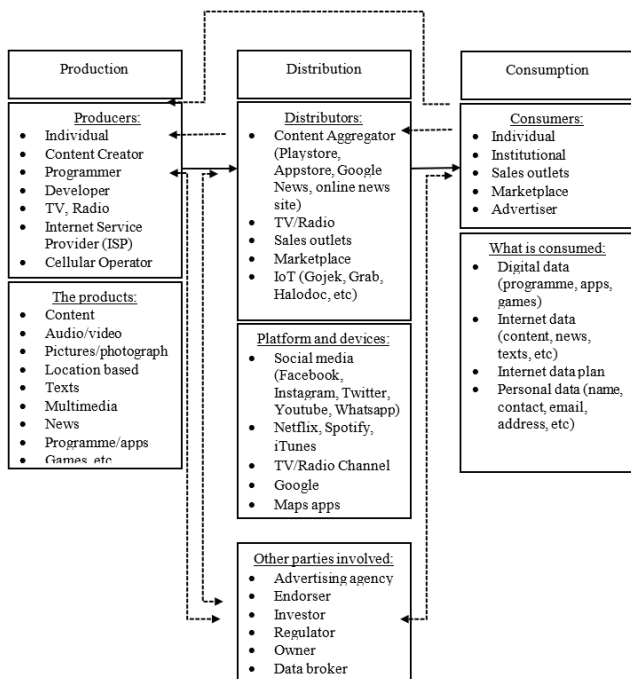 Production
Producers:
• Individual
• Content Creator
• Programmer
• Developer
• TV, Radio
• Internet Service
Provider (ISP)
• Cellular Operator
The products:
• Content
• Audio/video
• Pictures/photograph
• Location based
• Texts
• Multimedia
• News
• Programme/apps
• Games, etc
Distribution
Distributors:
• Content Aggregator
(Playstore,
Appstore, Google
News, online news
site)
• TV/Radio
• Sales outlets
• Marketplace
• IoT (Gojek, Grab,
Halodoc, etc)
Platform and devices:
• Social media
(Facebook,
Instagram, Twitter,
Youtube, Whatsapp)
• Netflix, Spotify,
iTunes
• TV/Radio Channel
• Google
• Maps apps
Other parties involved:
• Advertising agency
• Endorser
• Investor
• Regulator
• Owner
• Data broker
Consumption
Consumers:
• Individual
• Institutional
• Sales outlets
• Marketplace
• Advertiser
What is consumed:
• Digital data
(programme, apps,
games)
• Internet data
(content, news,
texts, etc)
• Internet data plan
• Personal data (name,
contact, email,
address, etc)